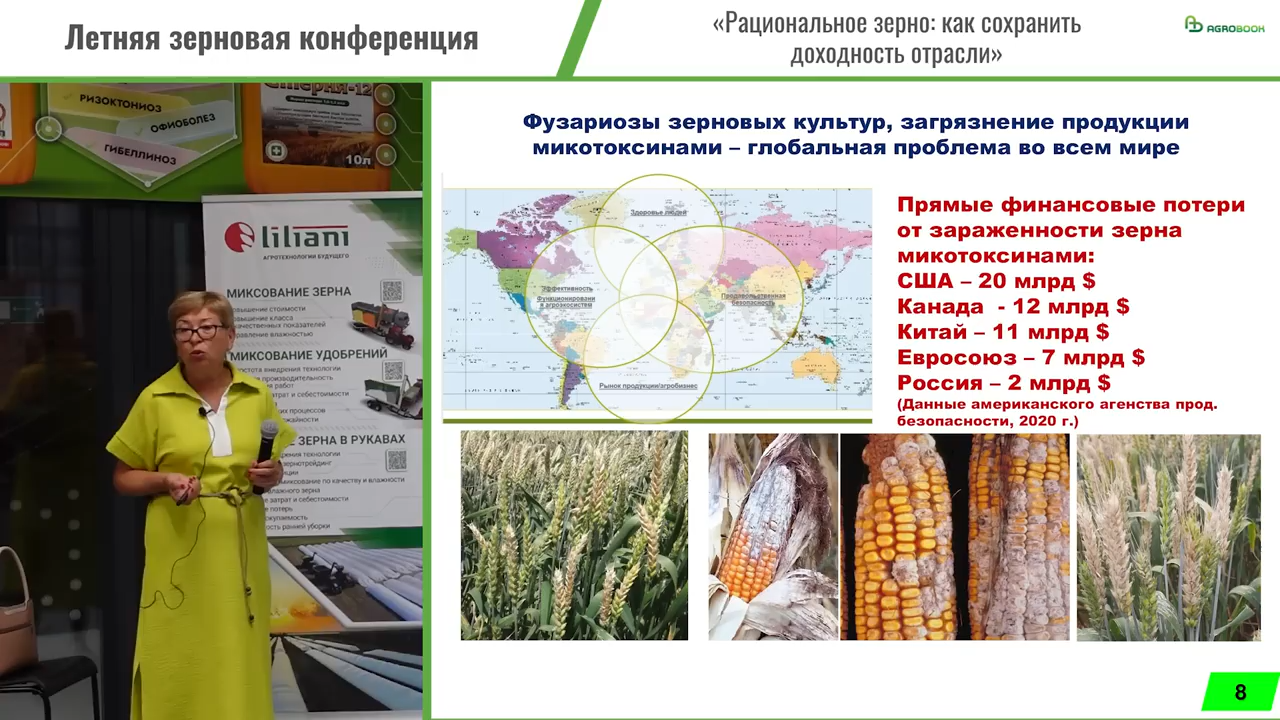 Летняя зерновая конференция
«Рациональное зерно: как сохранить
доходность отрасли»
AGROBOOK
РИЗОКТОНИОЗ
ОФИОБОЛЕЗ
ГИБЕЛЛИНОЗ
10л
liliani
АГРОТЕХНОЛОГИИ БУДУЩЕГО
МИКСОВАНИЕ ЗЕРНА
МИКСОВАНИЕ УДОБРЕНИЙ
ЗЕРНА В РУКАВАХ
Фузариозы зерновых культур, загрязнение продукции
микотоксинами – глобальная проблема во всем мире
Здоровье людей
Эффективность
Функционировани
я агроэкосистем
Продовольственная
безопасность
Рынок продукции/агробизнес
Прямые финансовые потери
от зараженности зерна
микотоксинами:
США – 20 млрд $
Канада - 12 млрд $
Китай – 11 млрд $
Евросоюз – 7 млрд $
Россия – 2 млрд $
(Данные американского агенства прод.
безопасности, 2020 г.)
8